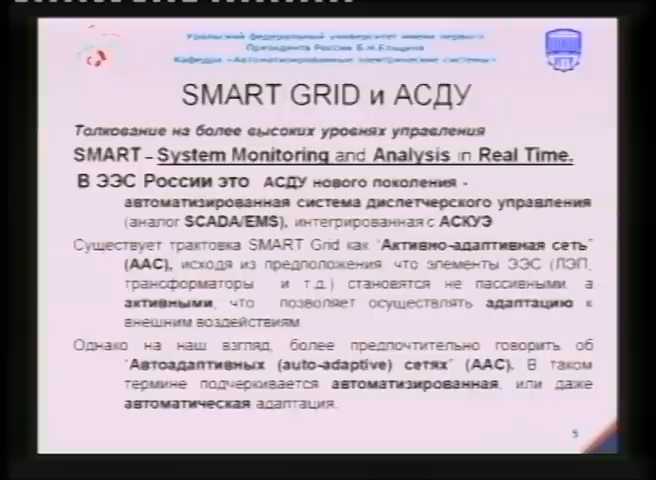 Уральский федеральный университет имени первого
Президента России Б.Н.Ельцина
Кафедра «Автоматизированные электрические системы»
SMART GRID и АСДУ
Толкование на более высоких уровнях управления
SMART – System Monitoring and Analysis in Real Time.
В ЭЭС России это АСДУ нового поколения -
автоматизированная система диспетчерского управления
(аналог SCADA/EMS), интегрированная с АСКУЭ
Существует трактовка SMART Grid как "Активно-адаптивная сеть"
(ААС), исходя из предположения что элементы ЭЭС (ЛЭП,
трансформаторы и т.д.) становятся не пассивными, а
активными, что позволяет осуществлять адаптацию к
внешним воздействиям
Однако на наш взгляд, более предпочтительно говорить об
"Автоадаптивных (auto-adaptive) сетях" (ААС). В таком
термине подчеркивается автоматизированная, или даже
автоматическая адаптация.
5